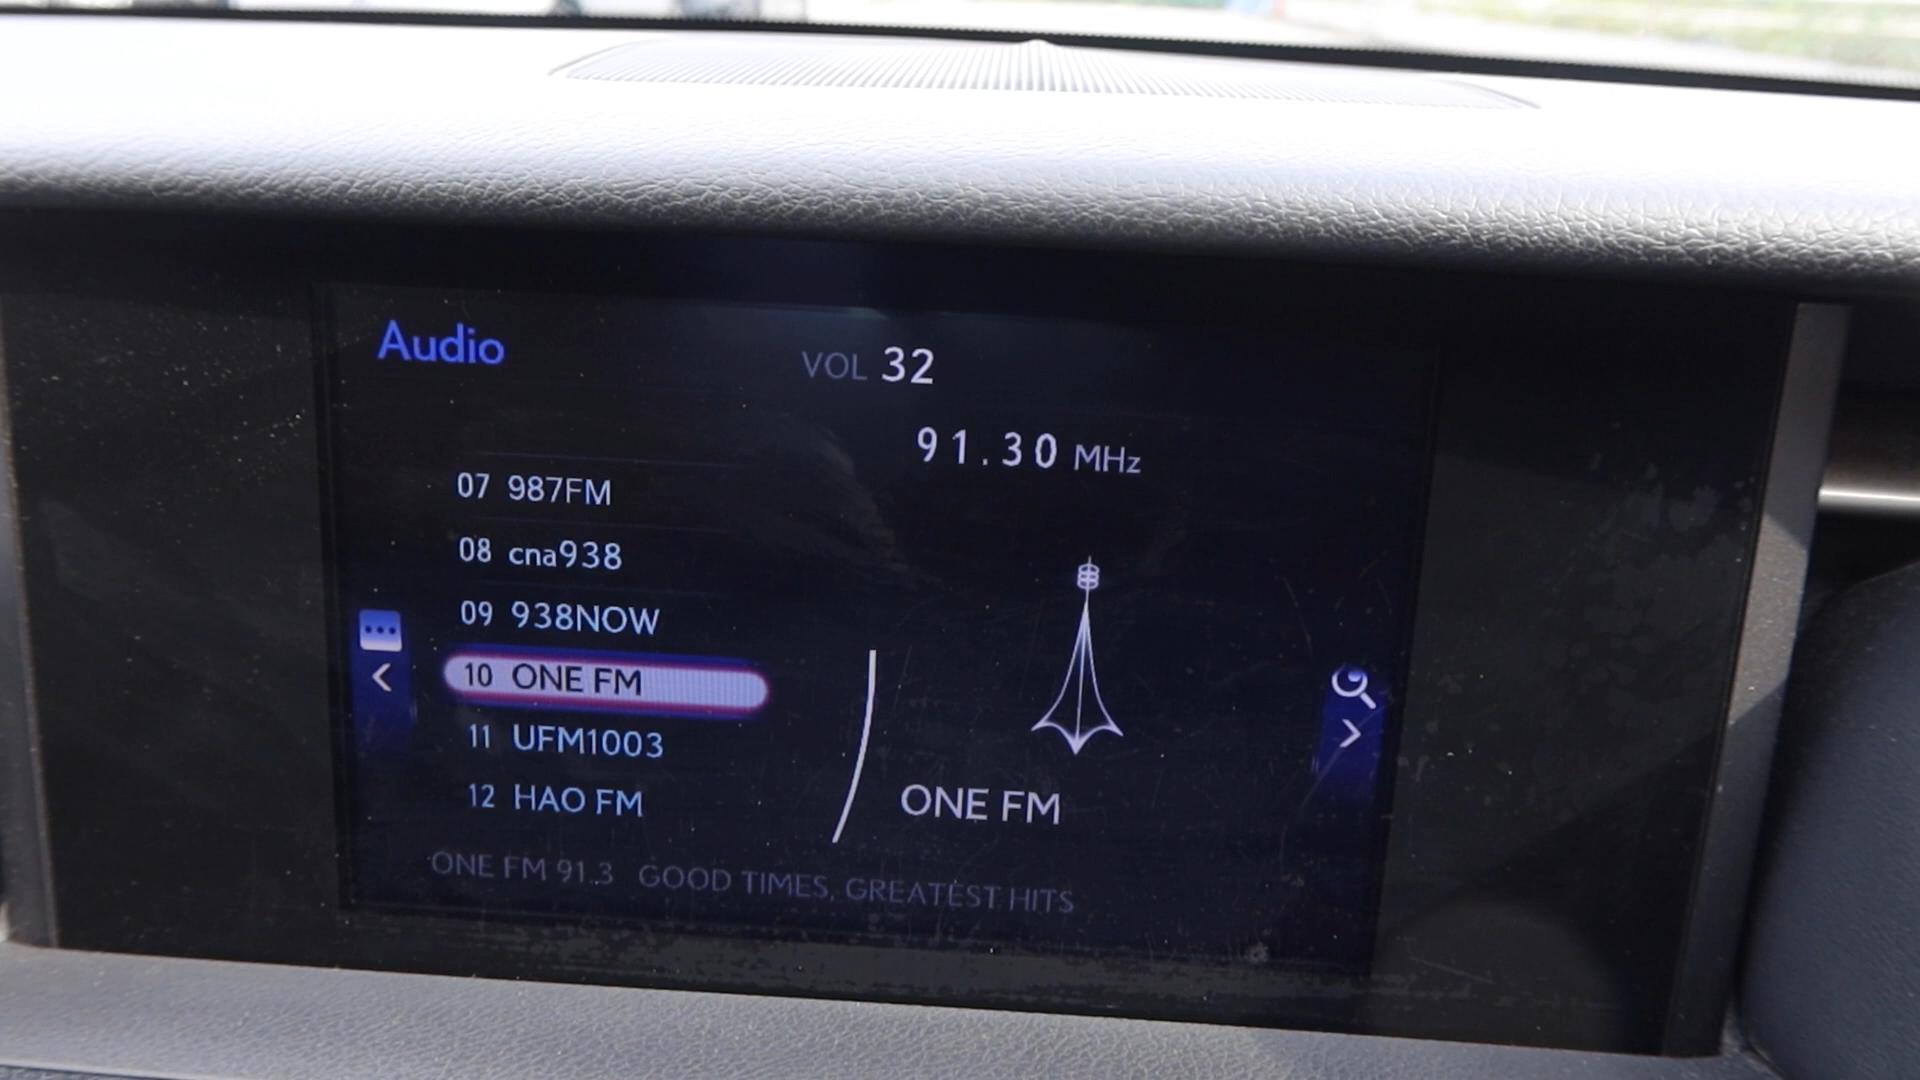 Audio
VOL 32
91.30 MHz
07 987FM
08 cna938
09 938NOW
10 ONE FM
11 UFM1003
12 HAO FM
ONE FM
ONE FM 91.3 GOOD TIMES, GREATEST HITS